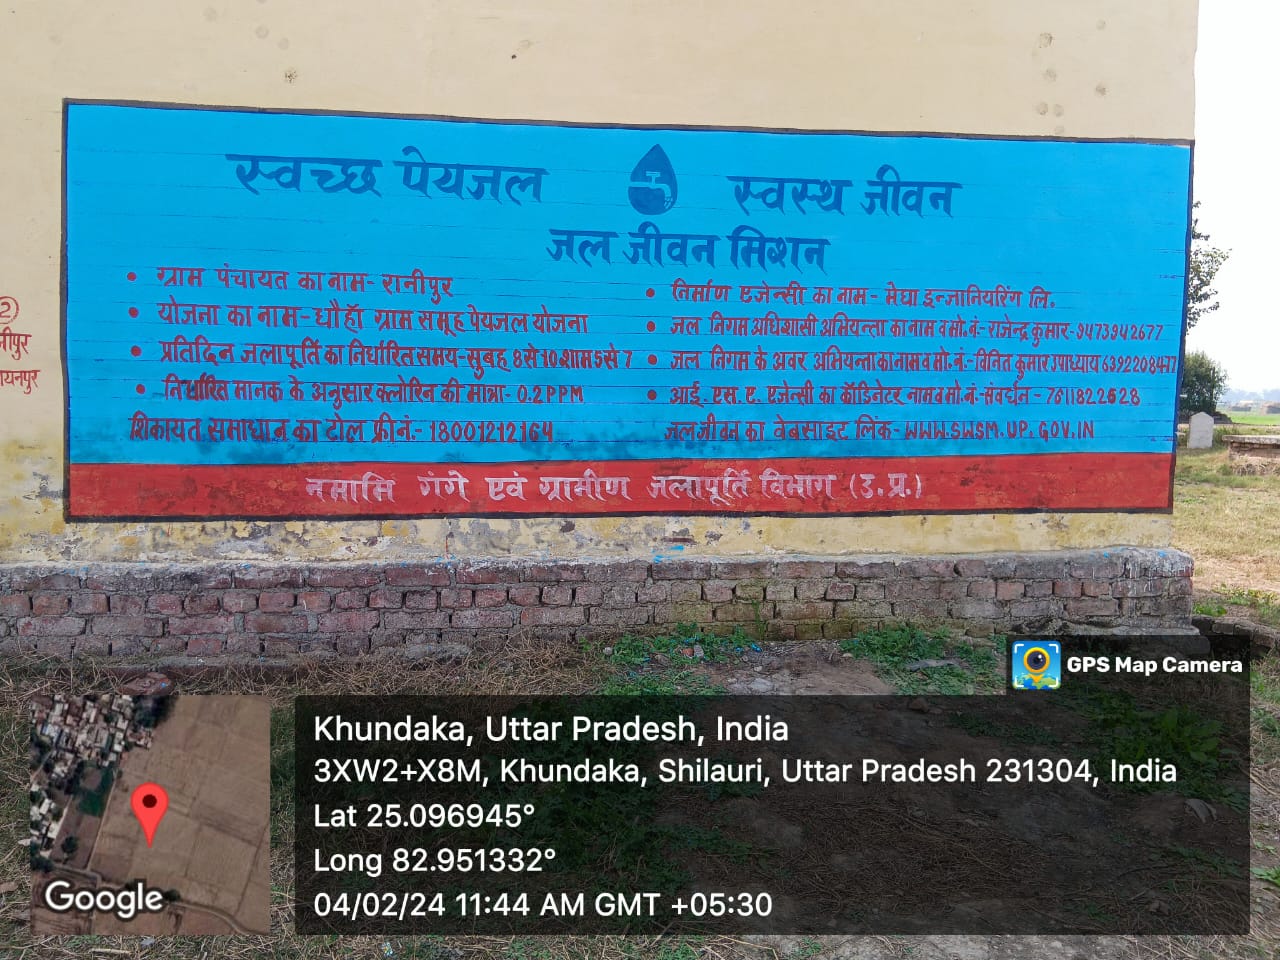 स्वच्छ पेयजल स्वस्थ जीवन
जल जीवन मिशन
• ग्राम पंचायत का नाम- रानीपुर
• योजना का नाम- धौहाँ ग्राम समूह पेयजल योजना
• प्रतिदिन जलापूर्ति का निर्धारित समय-सुबह 8 से 10 शाम 5 से 7
• निर्धारित मानक के अनुसार क्लोरिन की मात्रा- 0.2 PPM
शिकायत समाधान का टोल फ्री नं.- 18001212164
• निर्माण एजेन्सी का नाम- मेघा इन्जानियरिंग लि.
• जल निगम अधिशासी अभियन्ता का नाम व मो. नं- राजेन्द्र कुमार-9473942677
• जल निगम के अवर अभियन्ता का नाम व मो. नं.- विनित कुमार उपाध्याय 6392208477
• आई. एस. ए. एजेन्सी का कॉडिनेटर नाम व मो. नं.-संवर्धन - 7611822628
जल जीवन का वेबसाइट लिंक- WWW.SWSM.UP.GOV.IN
नमामि गंगे एवं ग्रामीण जलापूर्ति विभाग (उ.प्र.)
2
GPS Map Camera
Google
Khundaka, Uttar Pradesh, India
3XW2+X8M, Khundaka, Shilauri, Uttar Pradesh 231304, India
Lat 25.096945°
Long 82.951332°
04/02/24 11:44 AM GMT +05:30